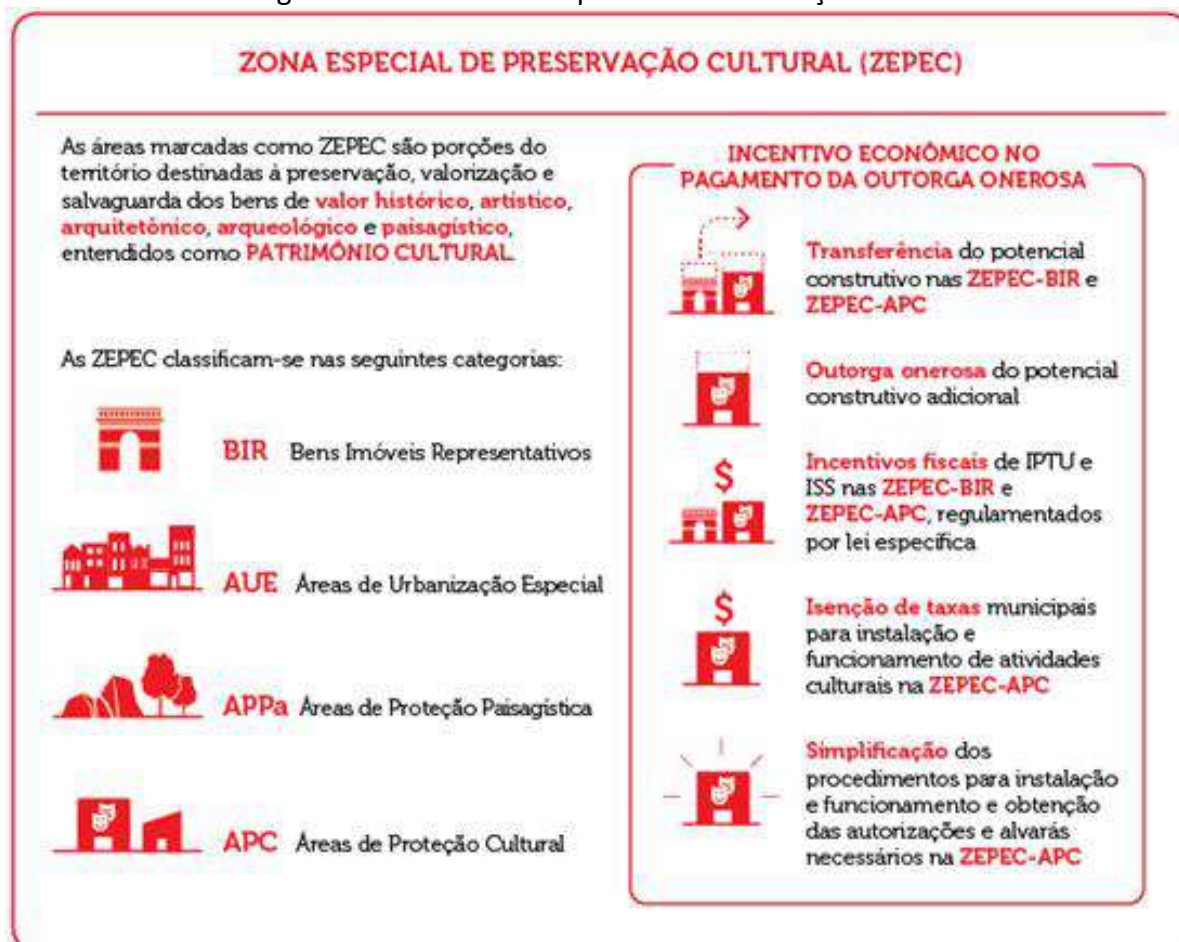 ZONA ESPECIAL DE PRESERVAÇÃO CULTURAL (ZEPEC)
As áreas marcadas como ZEPEC são porções do
território destinadas à preservação, valorização e
salvaguarda dos bens de valor histórico, artístico,
arquitetônico, arqueológico e paisagístico,
entendidos como PATRIMÔNIO CULTURAL.
As ZEPEC classificam-se nas seguintes categorias:
BIR Bens Imóveis Representativos
AUE Áreas de Urbanização Especial
APPa Áreas de Proteção Paisagística
APC Áreas de Proteção Cultural
INCENTIVO ECONÔMICO NO
PAGAMENTO DA OUTORGA ONEROSA
Transferência do potencial
construtivo nas ZEPEC-BIR e
ZEPEC-APC
Outorga onerosa do potencial
construtivo adicional
$
Incentivos fiscais de IPTU e
ISS nas ZEPEC-BIR e
ZEPEC-APC, regulamentados
por lei específica
$
Isenção de taxas municipais
para instalação e
funcionamento de atividades
culturais na ZEPEC-APC
Simplificação dos
procedimentos para instalação
e funcionamento e obtenção
das autorizações e alvarás
necessários na ZEPEC-APC